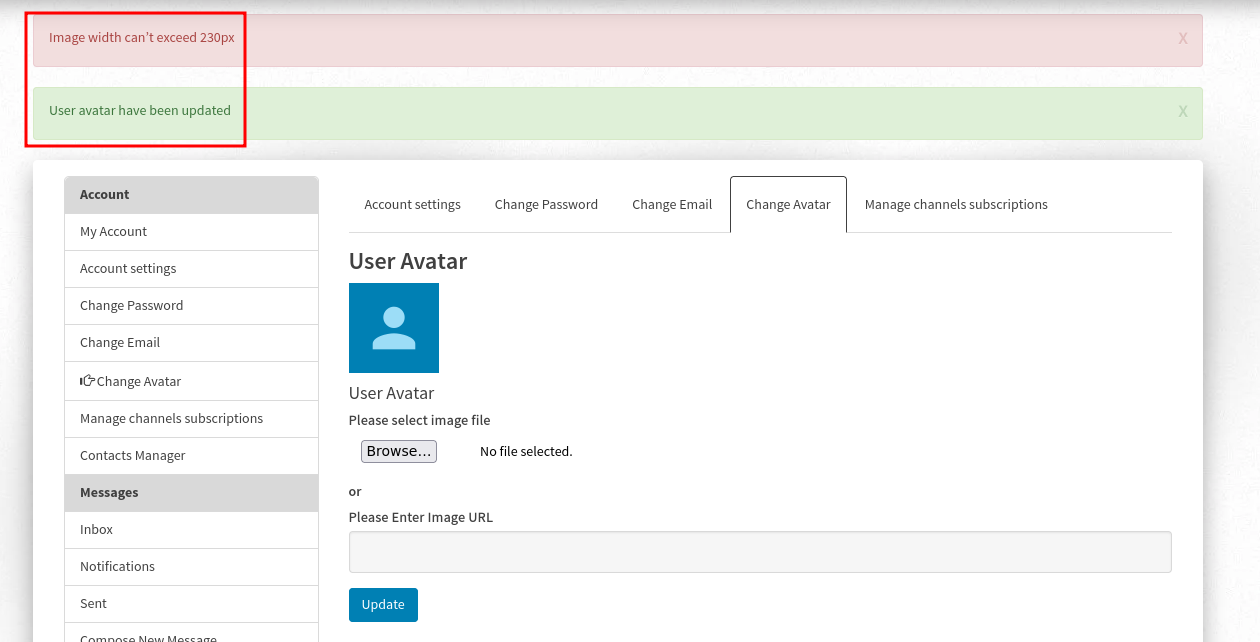 Image width can't exceed 230px
X
User avatar have been updated
X
Account
My Account
Account settings
Change Password
Change Email
Change Avatar
Manage channels subscriptions
Contacts Manager
Messages
Inbox
Notifications
Sent
Compose New Message
Account settings
Change Password
Change Email
Change Avatar
Manage channels subscriptions
User Avatar
User Avatar
Please select image file
Browse... No file selected.
or
Please Enter Image URL
Update